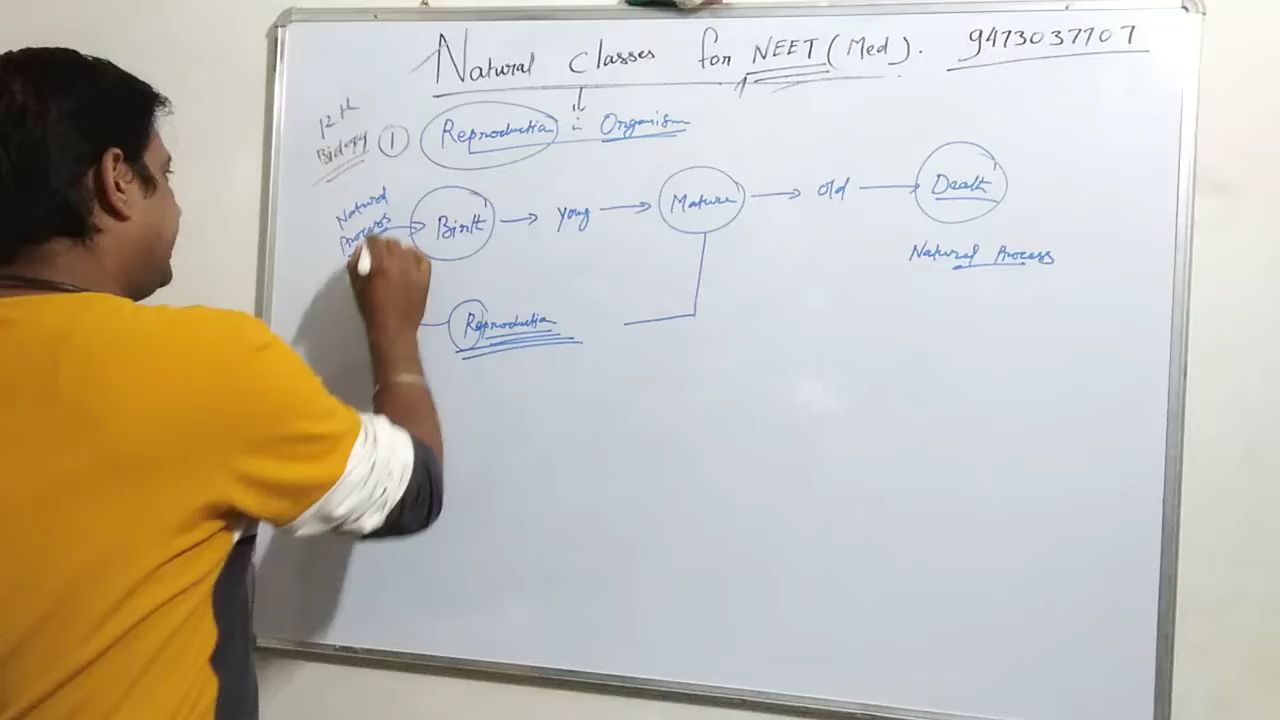 Natural classes for NEET (Med). 9473037707
12th
Biology 1 Reproduction in Organism
Natural
Process Birth young Mature old Death
Natural Process
Reproduction